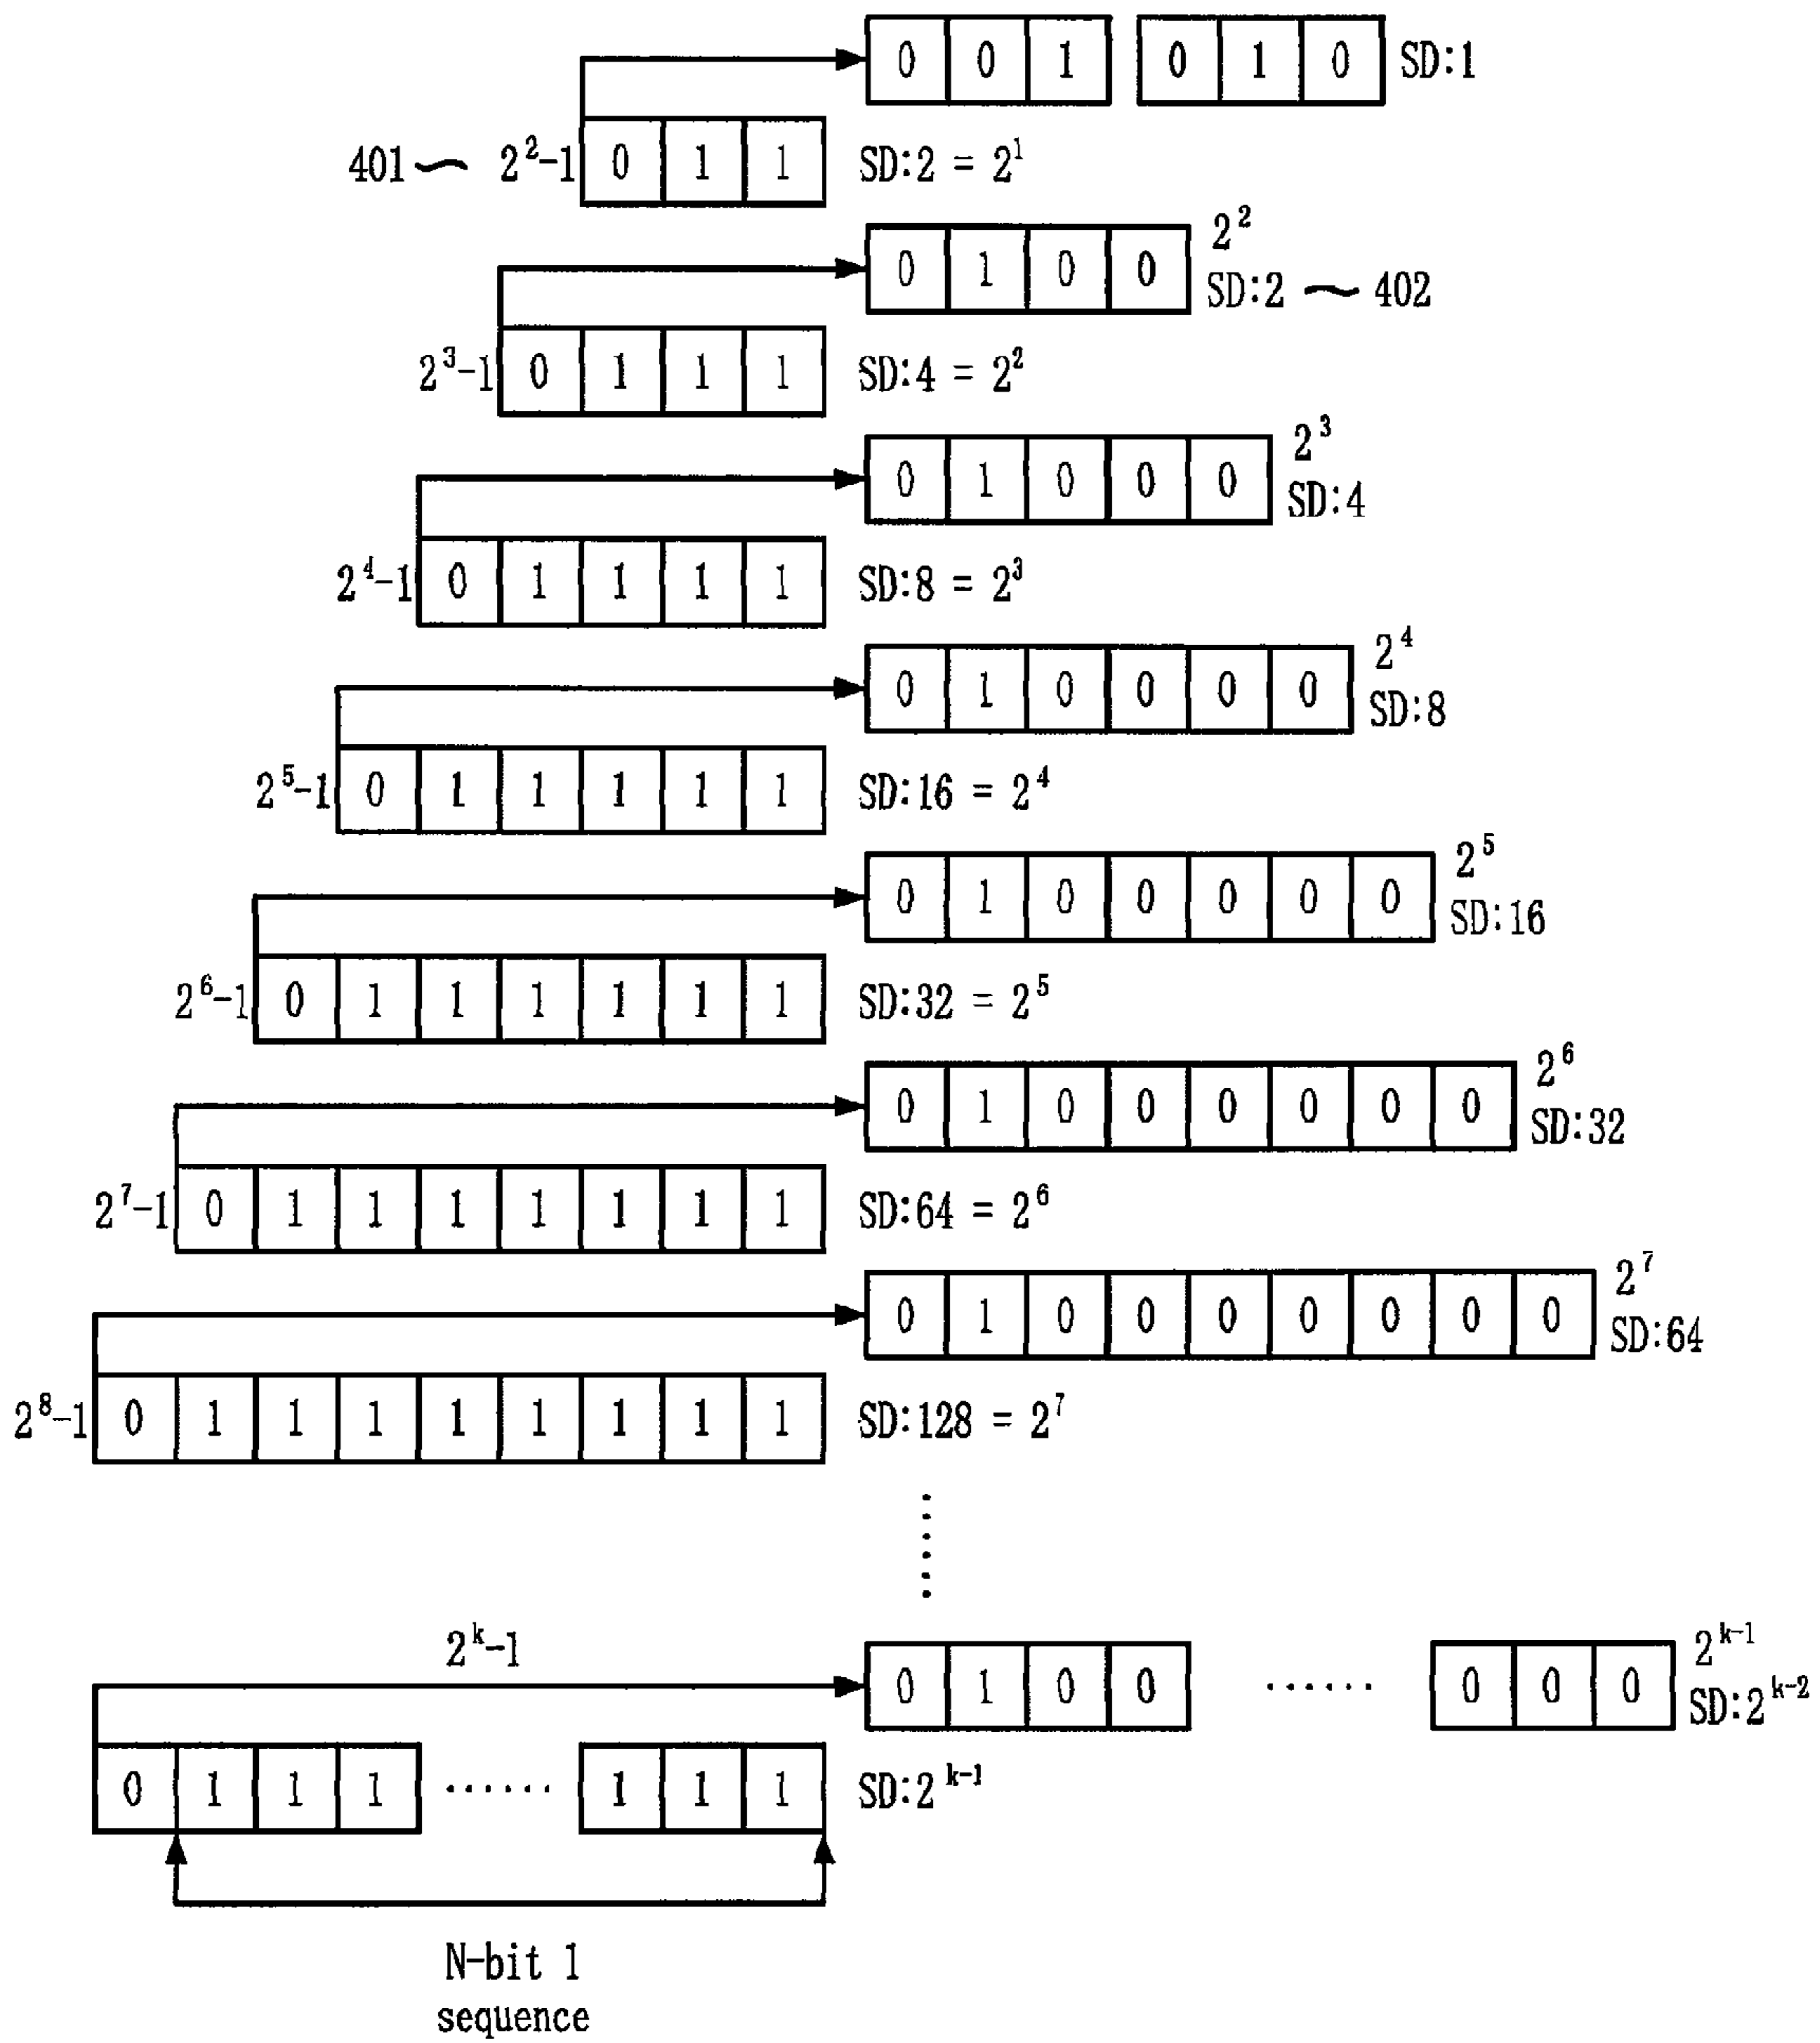 0 0 1 0 1 0 SD:1
401 2²-1 0 1 1 SD:2 = 2¹
0 1 0 0 2²
SD:2 402
2³-1 0 1 1 1 SD:4 = 2²
0 1 0 0 0 2³
SD:4
2⁴-1 0 1 1 1 1 SD:8 = 2³
0 1 0 0 0 0 2⁴
SD:8
2⁵-1 0 1 1 1 1 1 SD:16 = 2⁴
0 1 0 0 0 0 0 2⁵
SD:16
2⁶-1 0 1 1 1 1 1 1 SD:32 = 2⁵
0 1 0 0 0 0 0 0 2⁶
SD:32
2⁷-1 0 1 1 1 1 1 1 1 SD:64 = 2⁶
0 1 0 0 0 0 0 0 0 2⁷
SD:64
2⁸-1 0 1 1 1 1 1 1 1 1 SD:128 = 2⁷
2ᵏ-1 0 1 0 0 ...... 0 0 0 2ᵏ⁻¹
SD:2ᵏ⁻²
0 1 1 1 ...... 1 1 1 SD:2ᵏ⁻¹
N-bit 1
sequence